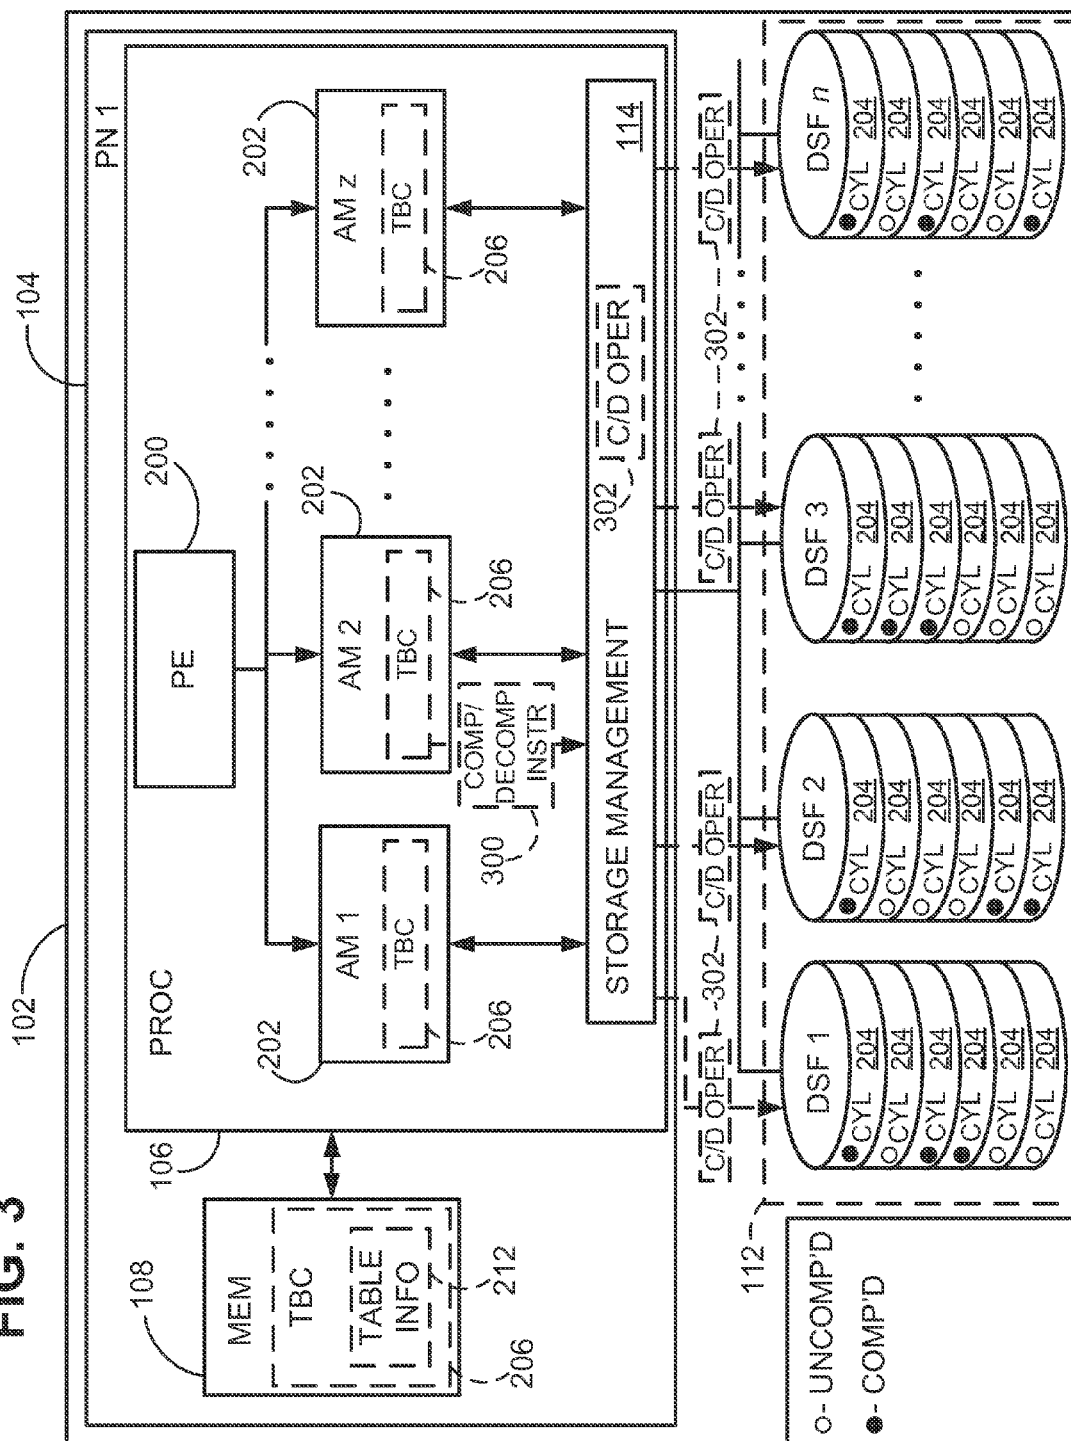 FIG. 3
102
104
PN 1
108
MEM
TBC
TABLE
INFO
212
206
106
PROC
PE
200
202
AM 1
TBC
206
202
AM 2
TBC
206
202
AM z
TBC
206
COMP/
DECOMP
INSTR
300
STORAGE MANAGEMENT
302
C/D OPER
114
C/D OPER
302
C/D OPER
C/D OPER
302
C/D OPER
112
DSF 1
CYL 204
CYL 204
CYL 204
CYL 204
CYL 204
CYL 204
DSF 2
CYL 204
CYL 204
CYL 204
CYL 204
CYL 204
CYL 204
DSF 3
CYL 204
CYL 204
CYL 204
CYL 204
CYL 204
CYL 204
DSF n
CYL 204
CYL 204
CYL 204
CYL 204
CYL 204
CYL 204
○- UNCOMP'D
●- COMP'D